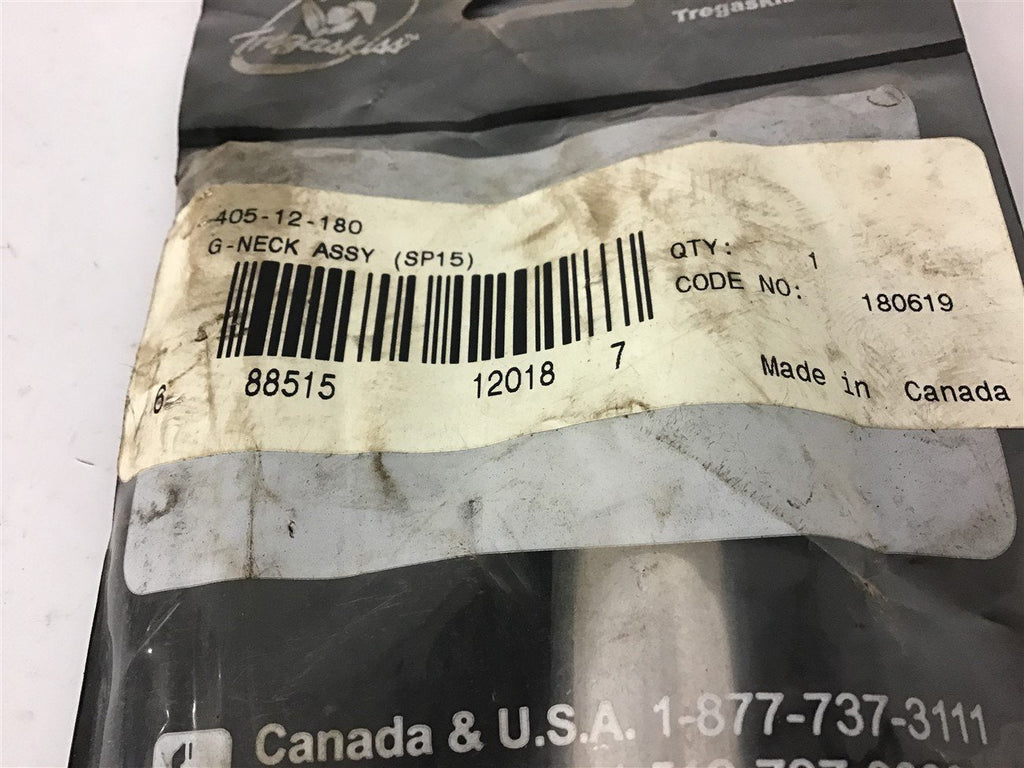 Tregaskiss™
Tregaskiss
405-12-180
G-NECK ASSY (SP15)
QTY: 1
CODE NO: 180619
6 88515 12018 7
Made in Canada
Canada & U.S.A. 1-877-737-3111